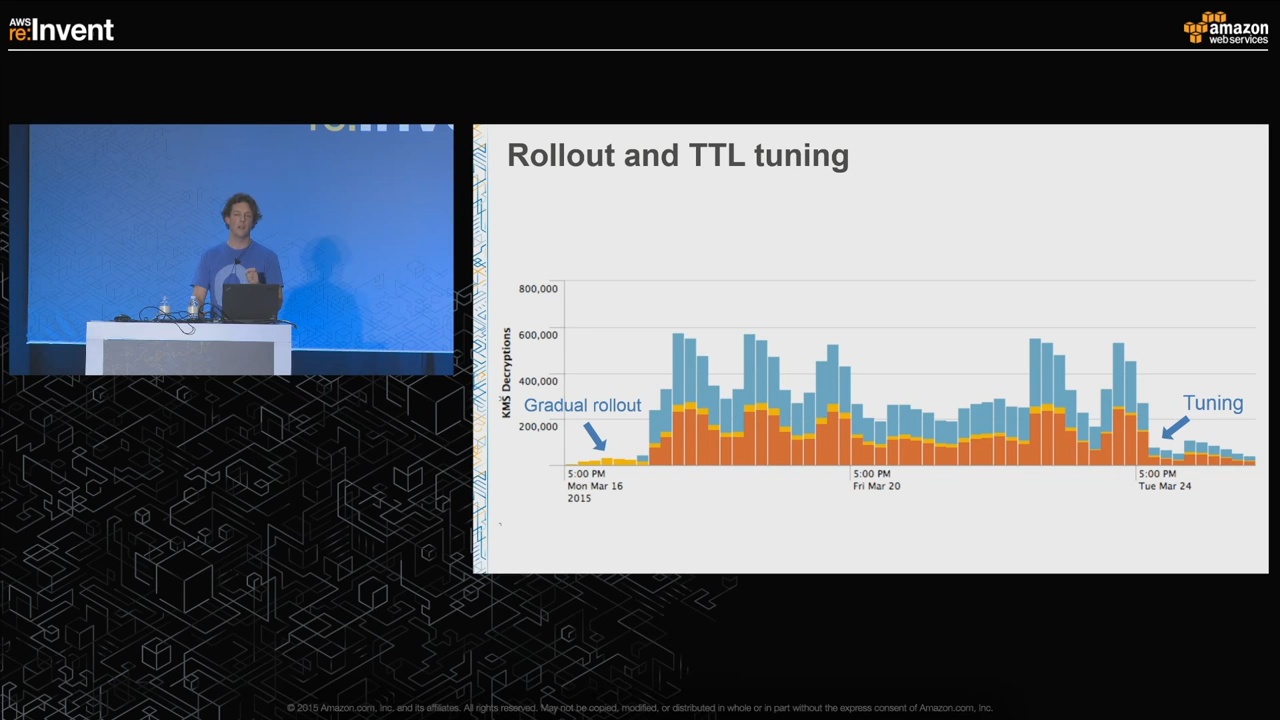 AWS
re:Invent
amazon
web services
Rollout and TTL tuning
KMS Decryptions
800,000
600,000
400,000
200,000
Gradual rollout
Tuning
5:00 PM
Mon Mar 16
2015
5:00 PM
Fri Mar 20
5:00 PM
Tue Mar 24
© 2015 Amazon.com, Inc. and its affiliates. All rights reserved. May not be copied, modified, or distributed in whole or in part without the express consent of Amazon.com, Inc.